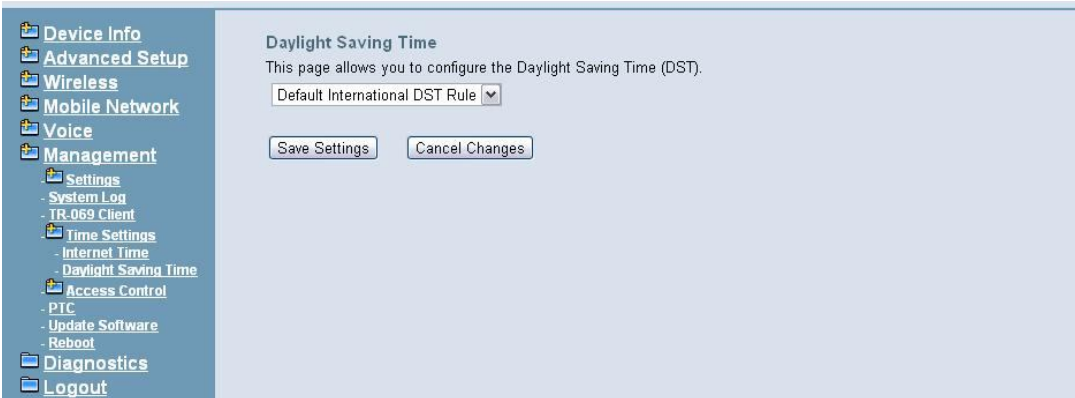 Device Info
Advanced Setup
Wireless
Mobile Network
Voice
Management
Settings
- System Log
- TR-069 Client
Time Settings
- Internet Time
- Daylight Saving Time
Access Control
- PTC
- Update Software
- Reboot
Diagnostics
Logout
Daylight Saving Time
This page allows you to configure the Daylight Saving Time (DST).
Default International DST Rule
Save Settings Cancel Changes